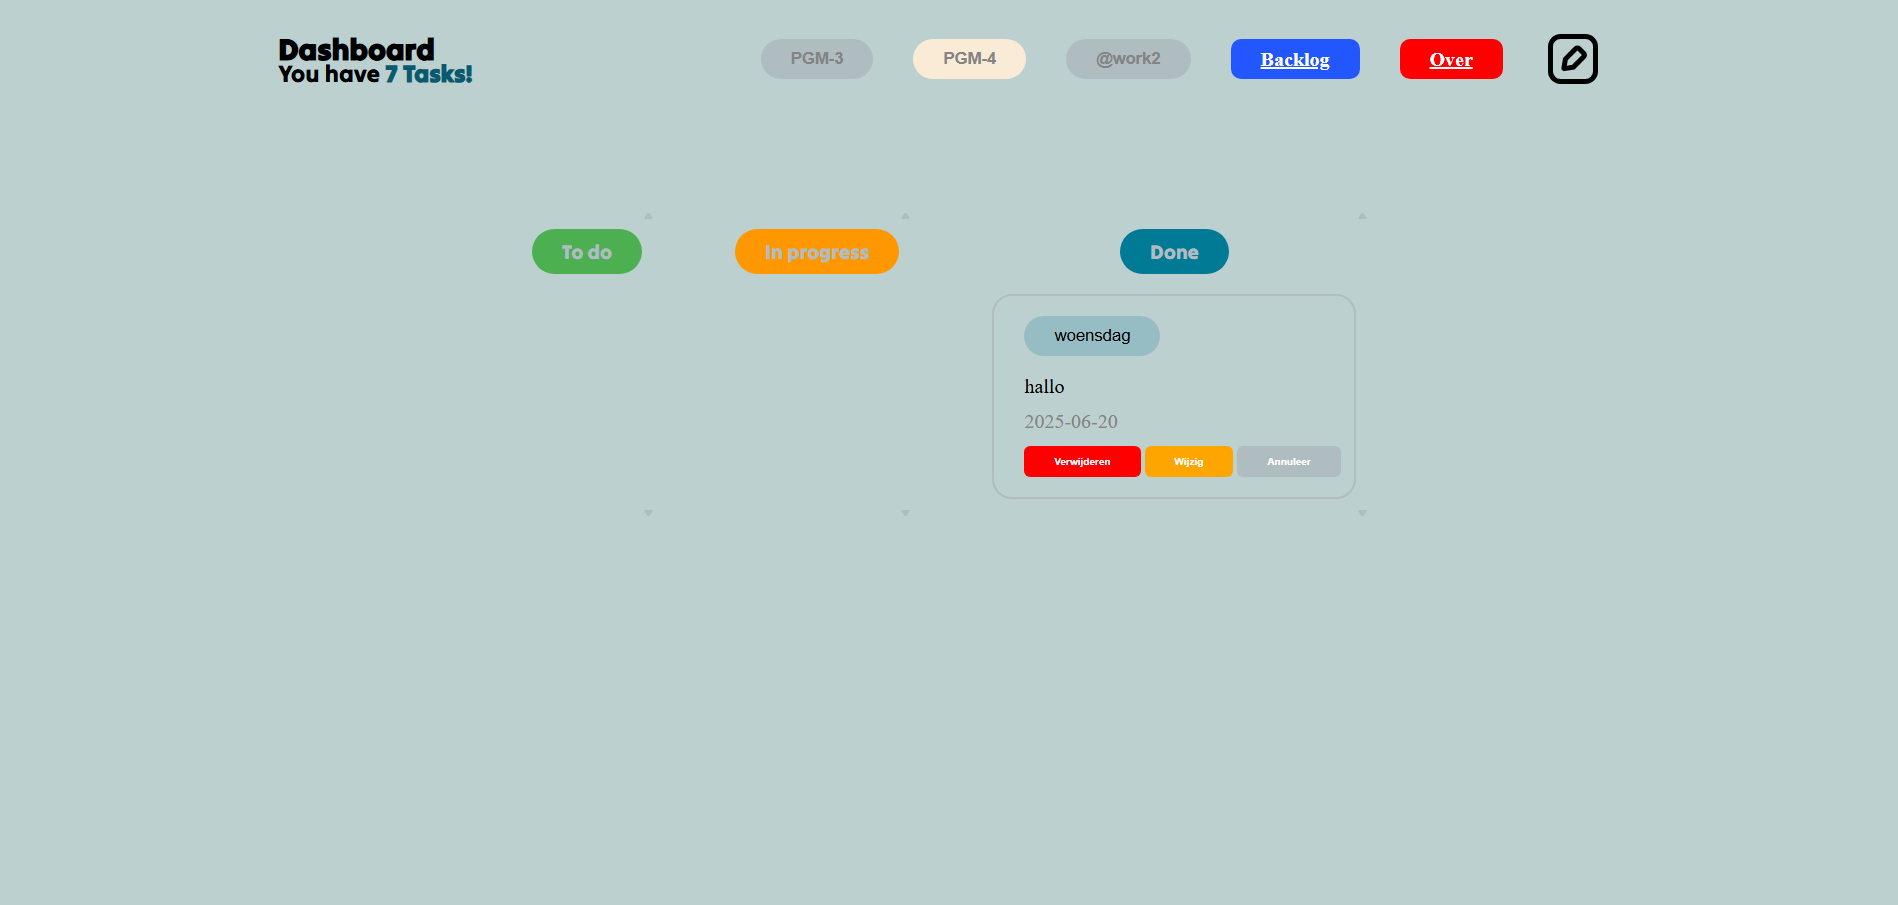 Dashboard
You have 7 Tasks!
PGM-3
PGM-4
@work2
Backlog
Over
To do
In progress
Done
woensdag
hallo
2025-06-20
Verwijderen
Wijzig
Annuleer